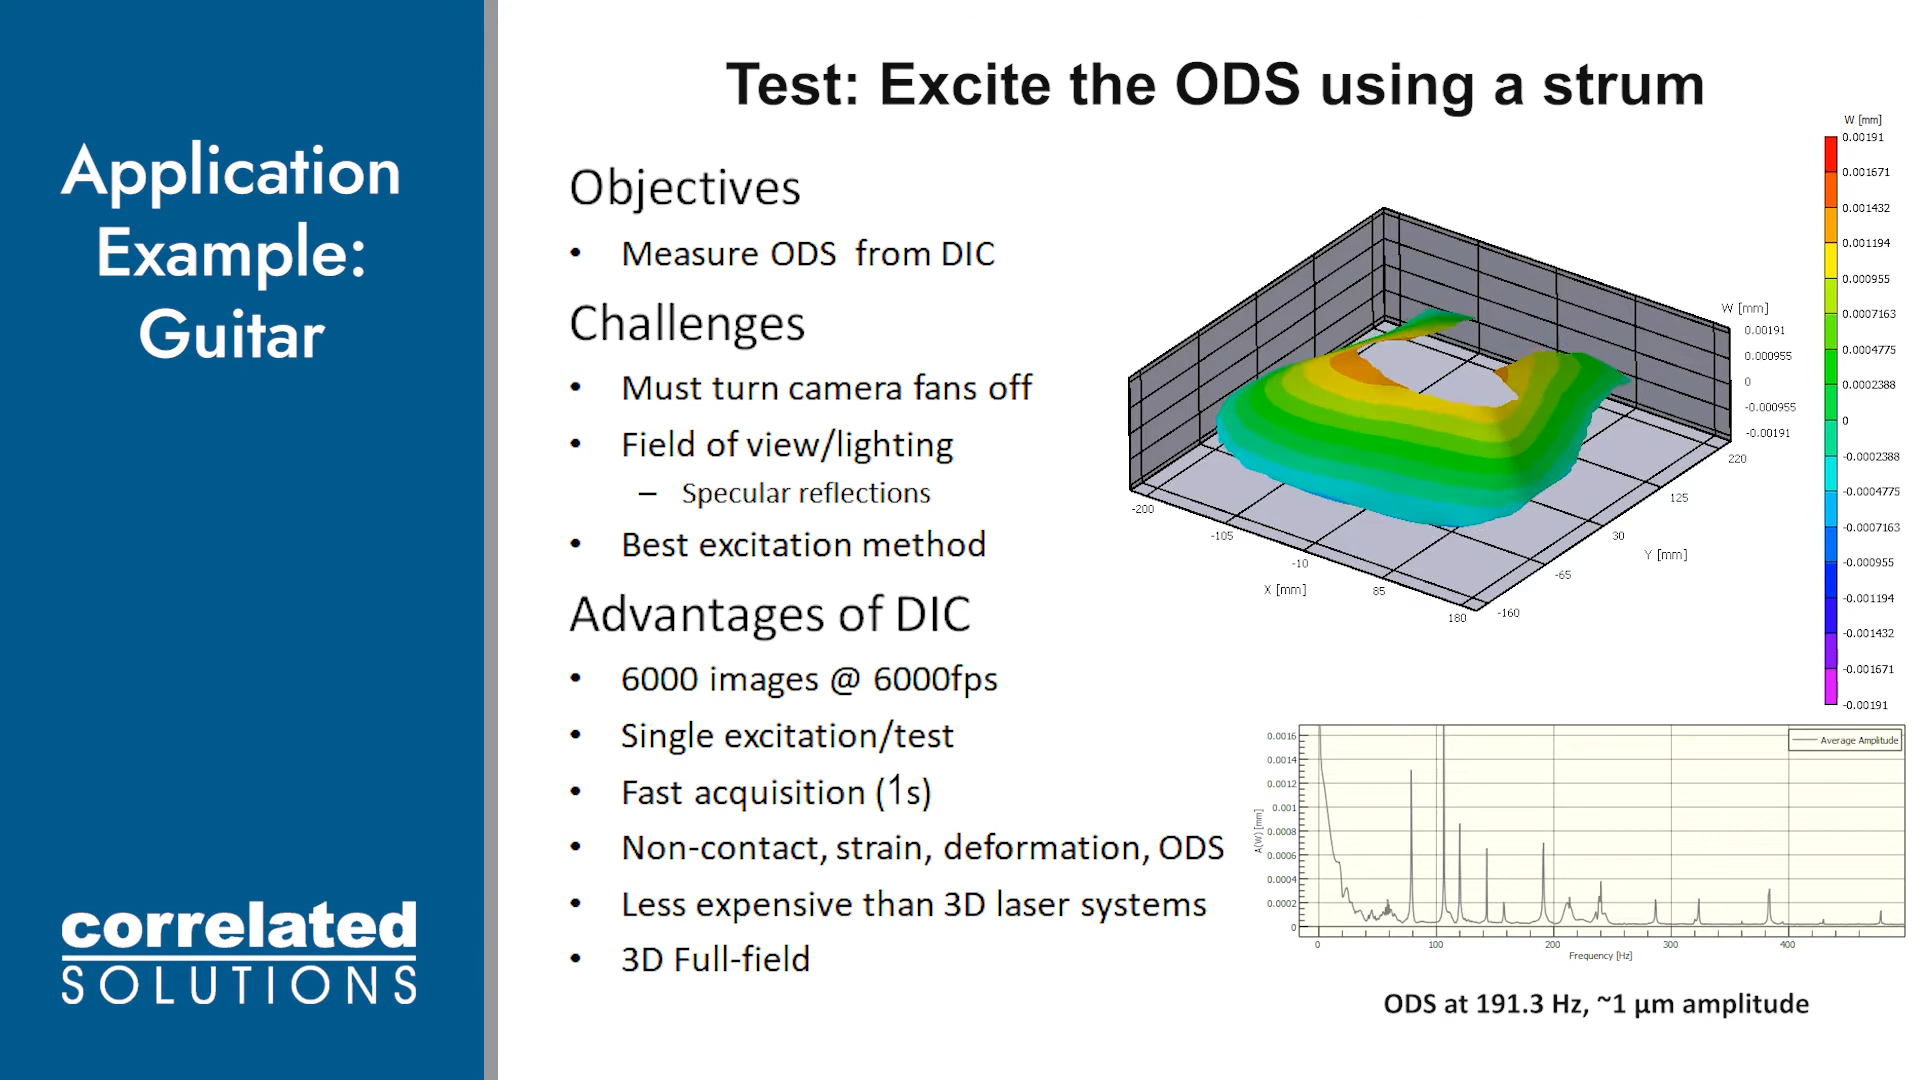 Application
Example:
Guitar
correlated
SOLUTIONS
Test: Excite the ODS using a strum
Objectives
• Measure ODS from DIC
Challenges
• Must turn camera fans off
• Field of view/lighting
– Specular reflections
• Best excitation method
Advantages of DIC
• 6000 images @ 6000fps
• Single excitation/test
• Fast acquisition (1s)
• Non-contact, strain, deformation, ODS
• Less expensive than 3D laser systems
• 3D Full-field
W [mm]
0.00191
0.000955
0
-0.000955
-0.00191
220
125
30
-65
-160
Y [mm]
-200
-105
-10
85
180
X [mm]
W [mm]
0.00191
0.001671
0.001432
0.001194
0.000955
0.0007163
0.0004775
0.0002388
0
-0.0002388
-0.0004775
-0.0007163
-0.000955
-0.001194
-0.001432
-0.001671
-0.00191
Average Amplitude
A(W) [mm]
0.0016
0.0014
0.0012
0.001
0.0008
0.0006
0.0004
0.0002
0
0 100 200 300 400
Frequency [Hz]
ODS at 191.3 Hz, ~1 µm amplitude